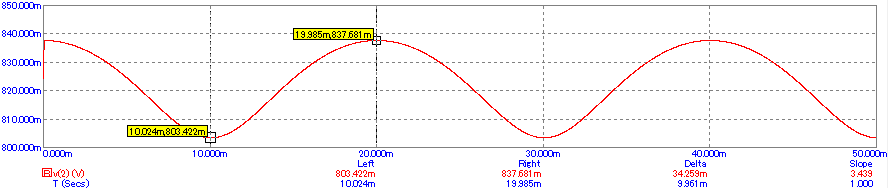 850.000m
840.000m
19.985m,837.681m
830.000m
820.000m
810.000m
10.024m,803.422m
800.000m
0.000m 10.000m 20.000m 30.000m 40.000m 50.000m
Left Right Delta Slope
v(2) (V) 803.422m 837.681m 34.259m 3.439
T (Secs) 10.024m 19.985m 9.961m 1.000